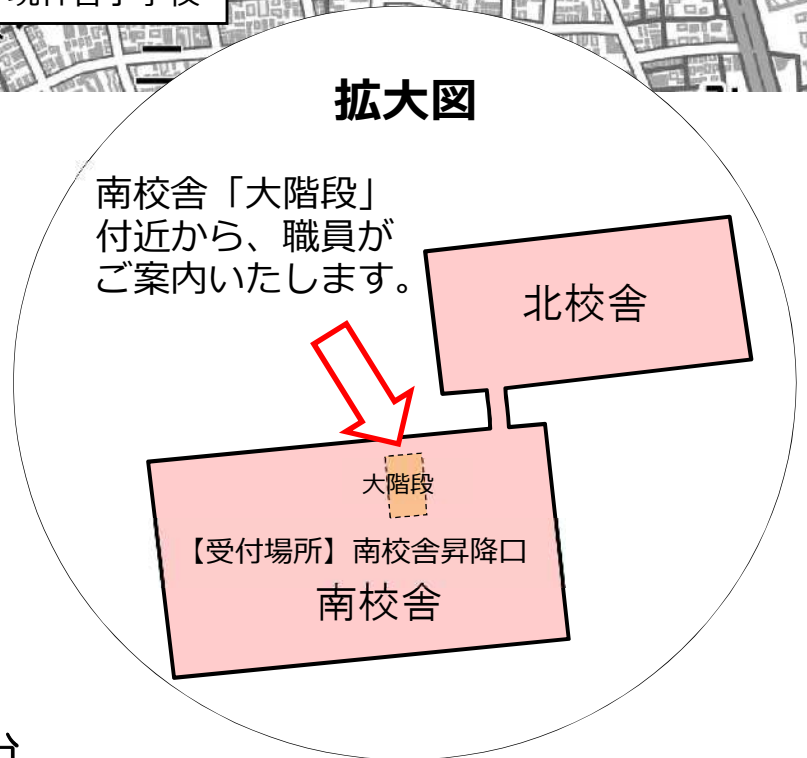 拡大図
南校舎「大階段」
付近から、職員が
ご案内いたします。
北校舎
大階段
【受付場所】南校舎昇降口
南校舎